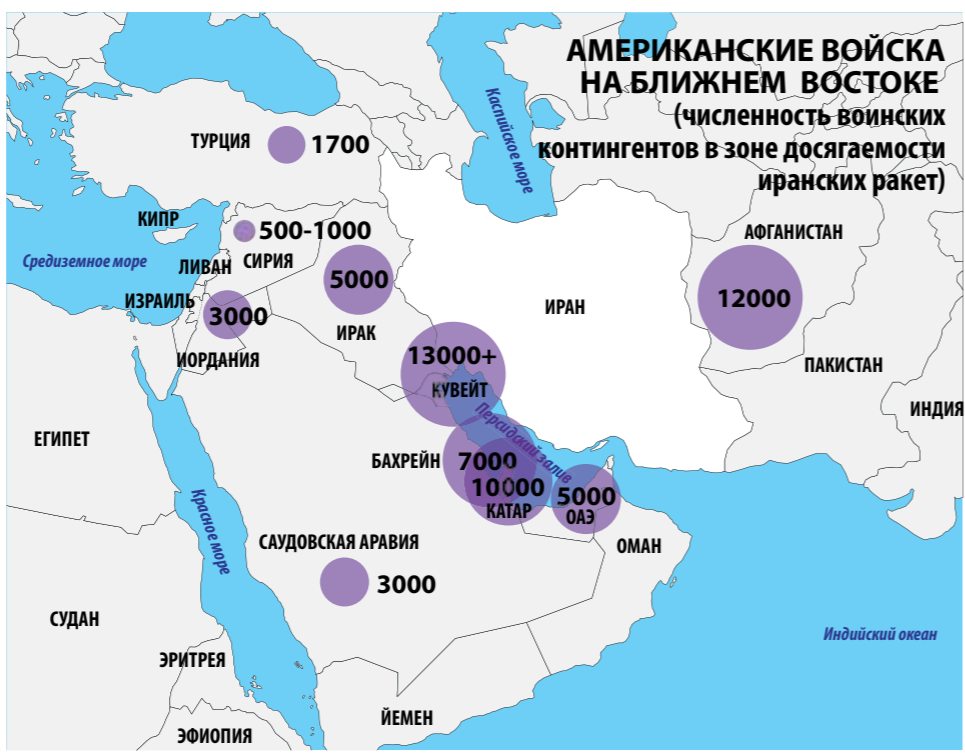 АМЕРИКАНСКИЕ ВОЙСКА
НА БЛИЖНЕМ ВОСТОКЕ
(численность воинских
контингентов в зоне досягаемости
иранских ракет)
Каспийское море
ТУРЦИЯ
1700
КИПР
500-1000
СИРИЯ
АФГАНИСТАН
12000
Средиземное море
ЛИВАН
5000
ИРАК
ИЗРАИЛЬ
3000
ИОРДАНИЯ
ИРАН
13000+
КУВЕЙТ
ПАКИСТАН
ИНДИЯ
Персидский залив
ЕГИПЕТ
БАХРЕЙН
7000
10000
КАТАР
5000
ОАЭ
Красное море
САУДОВСКАЯ АРАВИЯ
3000
ОМАН
СУДАН
Индийский океан
ЭРИТРЕЯ
ЙЕМЕН
ЭФИОПИЯ